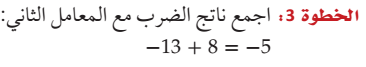 الخطوة 3: اجمع ناتج الضرب مع المعامل الثاني:
−13 + 8 = −5